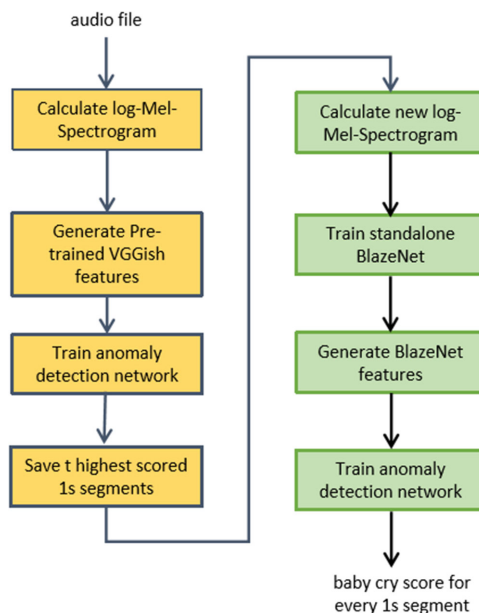 audio file
Calculate log-Mel-
Spectrogram
Generate Pre-
trained VGGish
features
Train anomaly
detection network
Save t highest scored
1s segments
Calculate new log-
Mel-Spectrogram
Train standalone
BlazeNet
Generate BlazeNet
features
Train anomaly
detection network
baby cry score for
every 1s segment